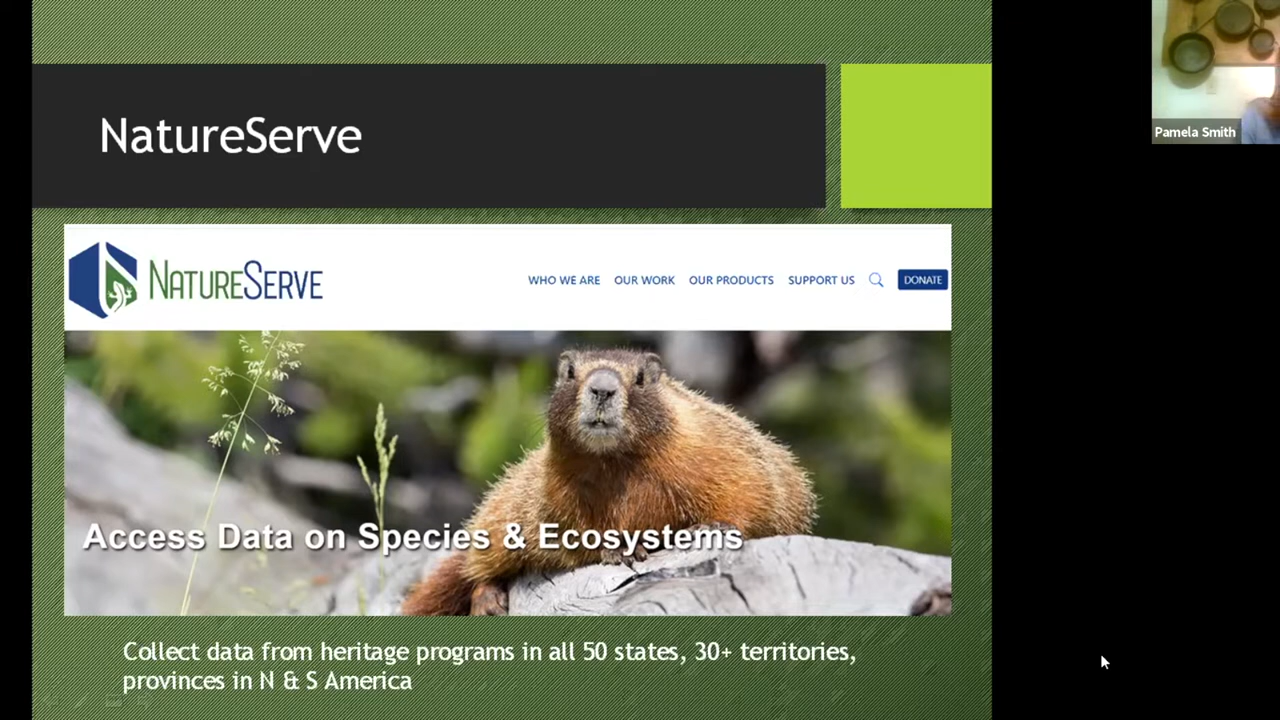 NatureServe
NATURESERVE
WHO WE ARE OUR WORK OUR PRODUCTS SUPPORT US DONATE
Access Data on Species & Ecosystems
Collect data from heritage programs in all 50 states, 30+ territories,
provinces in N & S America
Pamela Smith